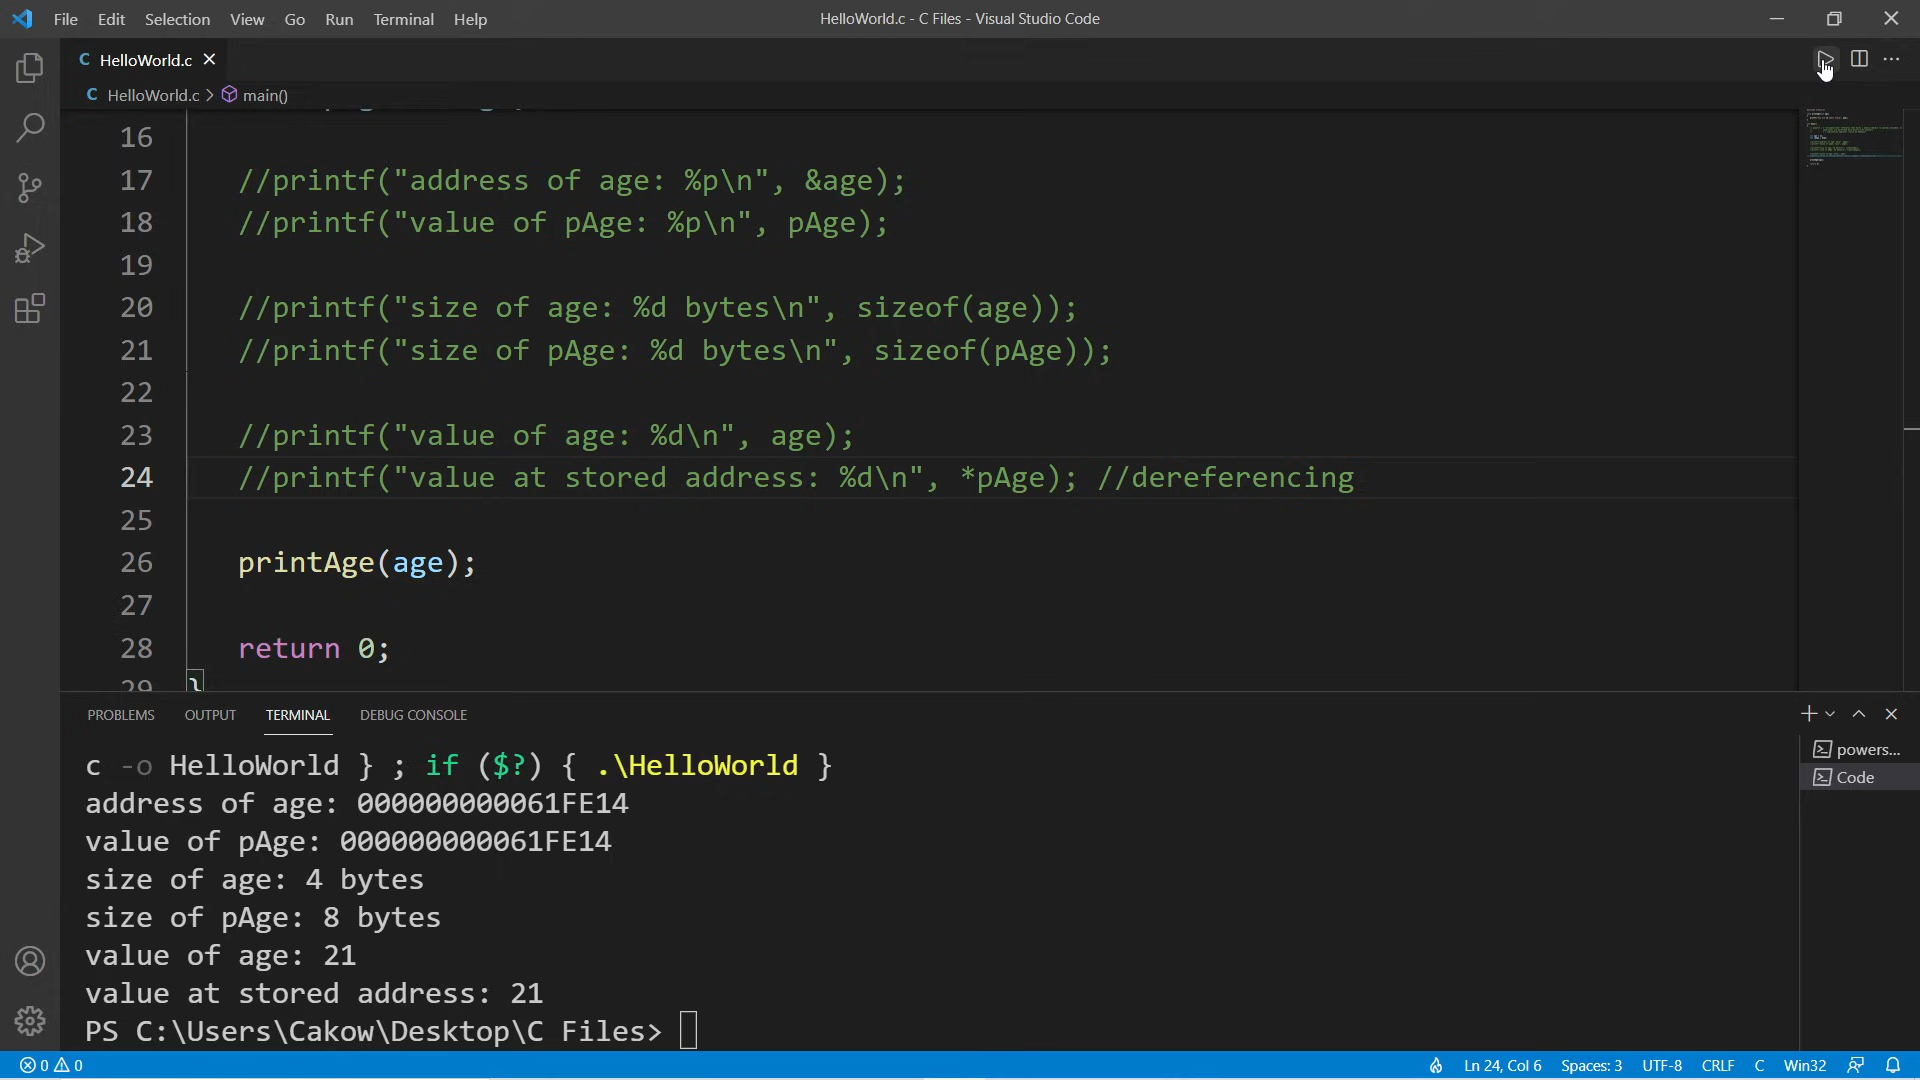 File Edit Selection View Go Run Terminal Help
HelloWorld.c - C Files - Visual Studio Code
C HelloWorld.c
C HelloWorld.c > main()
16
17 //printf("address of age: %p\n", &age);
18 //printf("value of pAge: %p\n", pAge);
19
20 //printf("size of age: %d bytes\n", sizeof(age));
21 //printf("size of pAge: %d bytes\n", sizeof(pAge));
22
23 //printf("value of age: %d\n", age);
24 //printf("value at stored address: %d\n", *pAge); //dereferencing
25
26 printAge(age);
27
28 return 0;
29 }
PROBLEMS OUTPUT TERMINAL DEBUG CONSOLE
c -o HelloWorld } ; if ($?) { .\HelloWorld }
address of age: 000000000061FE14
value of pAge: 000000000061FE14
size of age: 4 bytes
size of pAge: 8 bytes
value of age: 21
value at stored address: 21
PS C:\Users\Cakow\Desktop\C Files>
powers...
Code
0 0 Ln 24, Col 6 Spaces: 3 UTF-8 CRLF C Win32